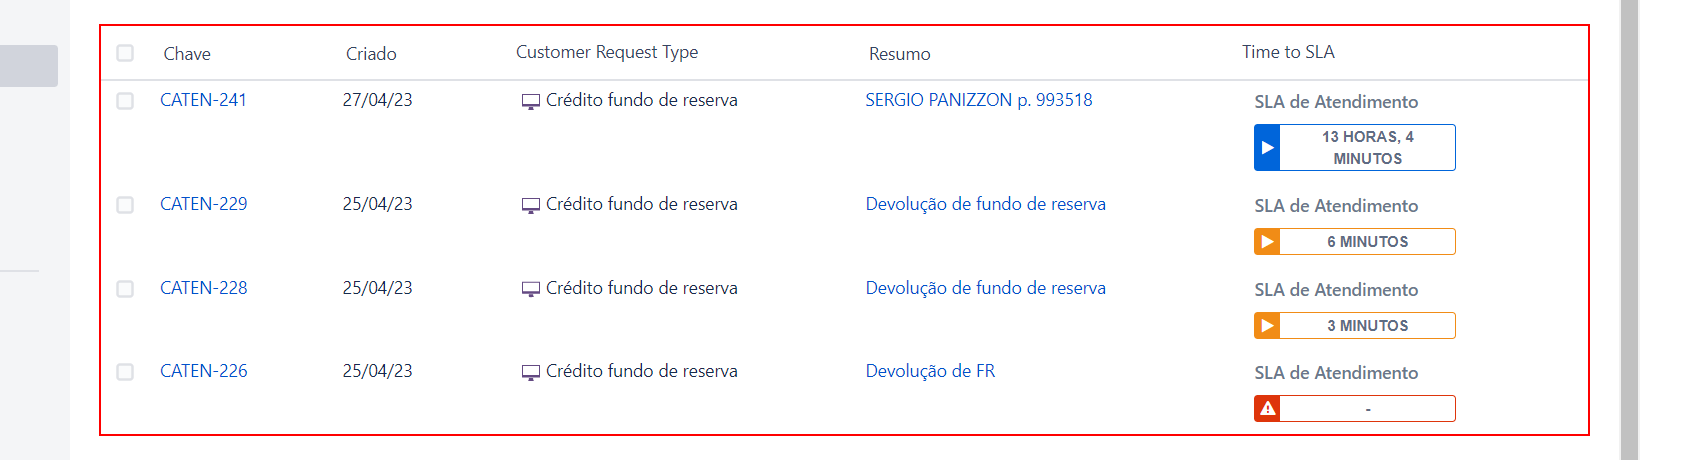 Chave Criado Customer Request Type Resumo Time to SLA
CATEN-241 27/04/23 Crédito fundo de reserva SERGIO PANIZZON p. 993518 SLA de Atendimento
13 HORAS, 4
MINUTOS
CATEN-229 25/04/23 Crédito fundo de reserva Devolução de fundo de reserva SLA de Atendimento
6 MINUTOS
CATEN-228 25/04/23 Crédito fundo de reserva Devolução de fundo de reserva SLA de Atendimento
3 MINUTOS
CATEN-226 25/04/23 Crédito fundo de reserva Devolução de FR SLA de Atendimento
-